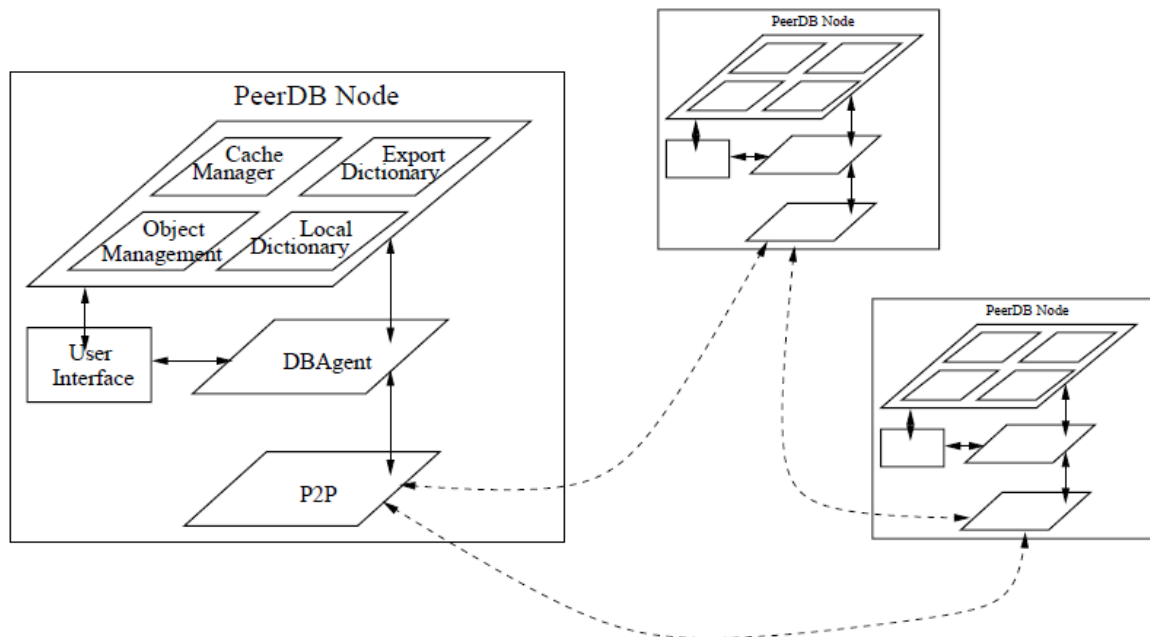 PeerDB Node
Cache
Manager
Export
Dictionary
Object
Management
Local
Dictionary
User
Interface
DBAgent
P2P
PeerDB Node
PeerDB Node